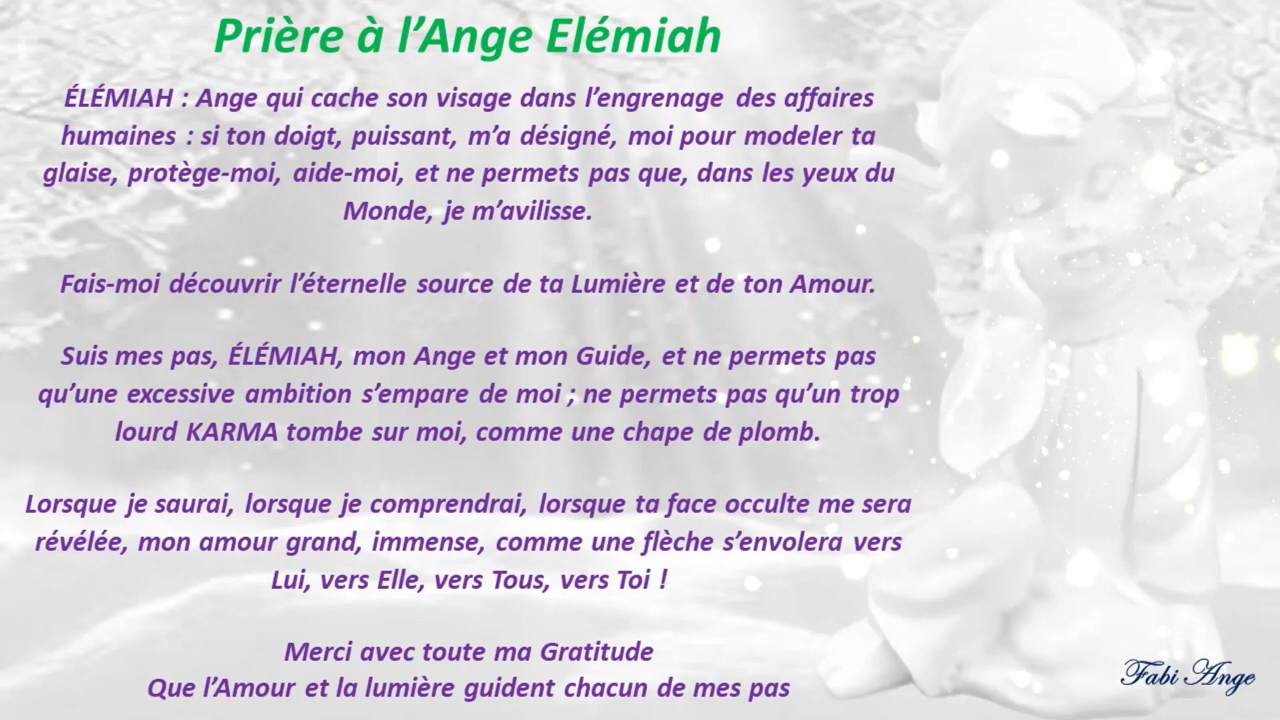 Prière à l’Ange Elémiah
ÉLÉMIAH : Ange qui cache son visage dans l’engrenage des affaires
humaines : si ton doigt, puissant, m’a désigné, moi pour modeler ta
glaise, protège-moi, aide-moi, et ne permets pas que, dans les yeux du
Monde, je m’avilisse.
Fais-moi découvrir l’éternelle source de ta Lumière et de ton Amour.
Suis mes pas, ÉLÉMIAH, mon Ange et mon Guide, et ne permets pas
qu’une excessive ambition s’empare de moi ; ne permets pas qu’un trop
lourd KARMA tombe sur moi, comme une chape de plomb.
Lorsque je saurai, lorsque je comprendrai, lorsque ta face occulte me sera
révélée, mon amour grand, immense, comme une flèche s’envolera vers
Lui, vers Elle, vers Tous, vers Toi !
Merci avec toute ma Gratitude
Que l’Amour et la lumière guident chacun de mes pas
Fabi Ange